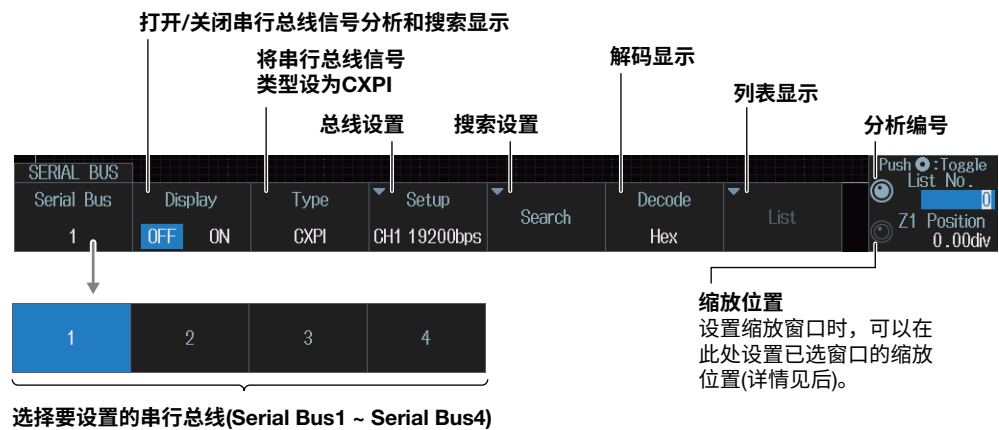 打开/关闭串行总线信号分析和搜索显示
将串行总线信号
类型设为CXPI
解码显示
列表显示
总线设置
搜索设置
分析编号
SERIAL BUS
Serial Bus
1
Display
OFF ON
Type
CXPI
Setup
CH1 19200bps
Search
Decode
Hex
List
Push :Toggle
List No.
0
Z1 Position
0.00div
1
2
3
4
缩放位置
设置缩放窗口时，可以在
此处设置已选窗口的缩放
位置(详情见后)。
选择要设置的串行总线(Serial Bus1 ~ Serial Bus4)